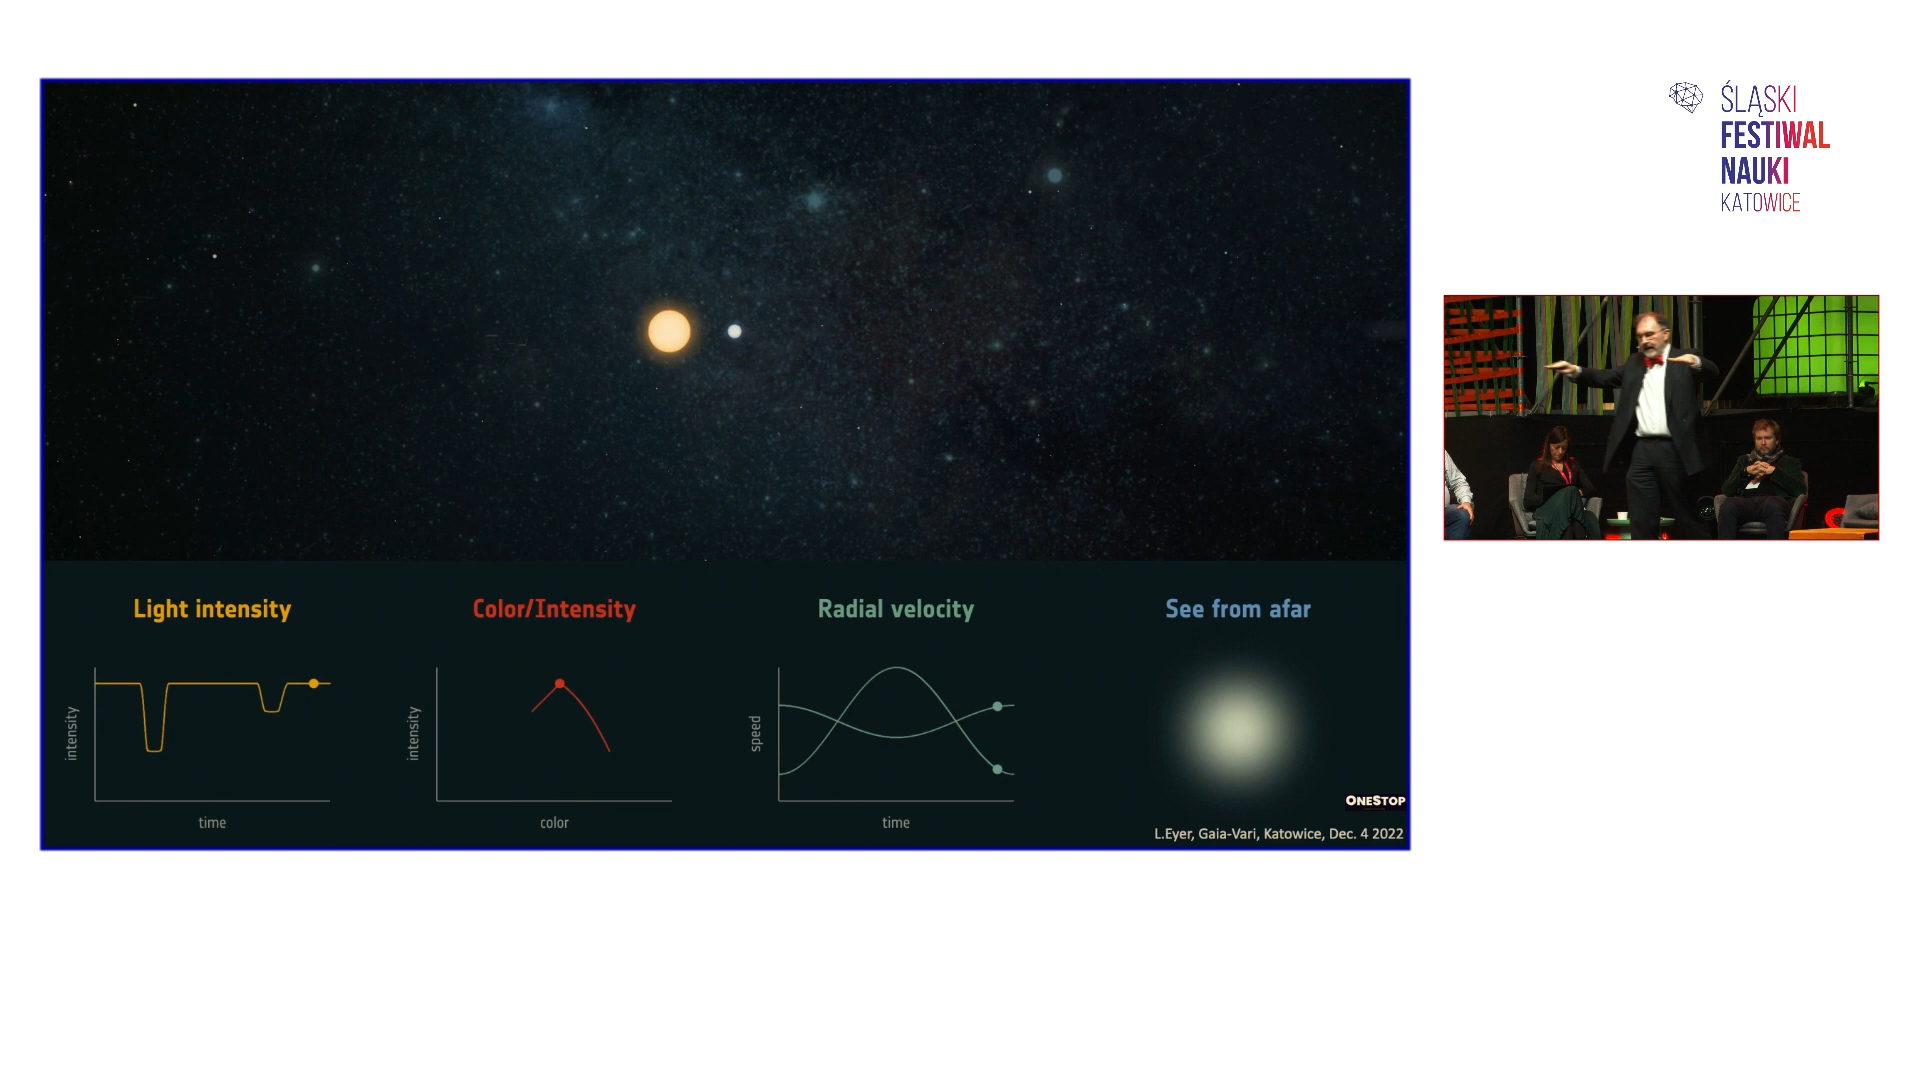 ŚLĄSKI
FESTIWAL
NAUKI
KATOWICE
Light intensity
Color/Intensity
Radial velocity
See from afar
intensity
time
intensity
color
speed
time
ONESTOP
L.Eyer, Gaia-Vari, Katowice, Dec. 4 2022